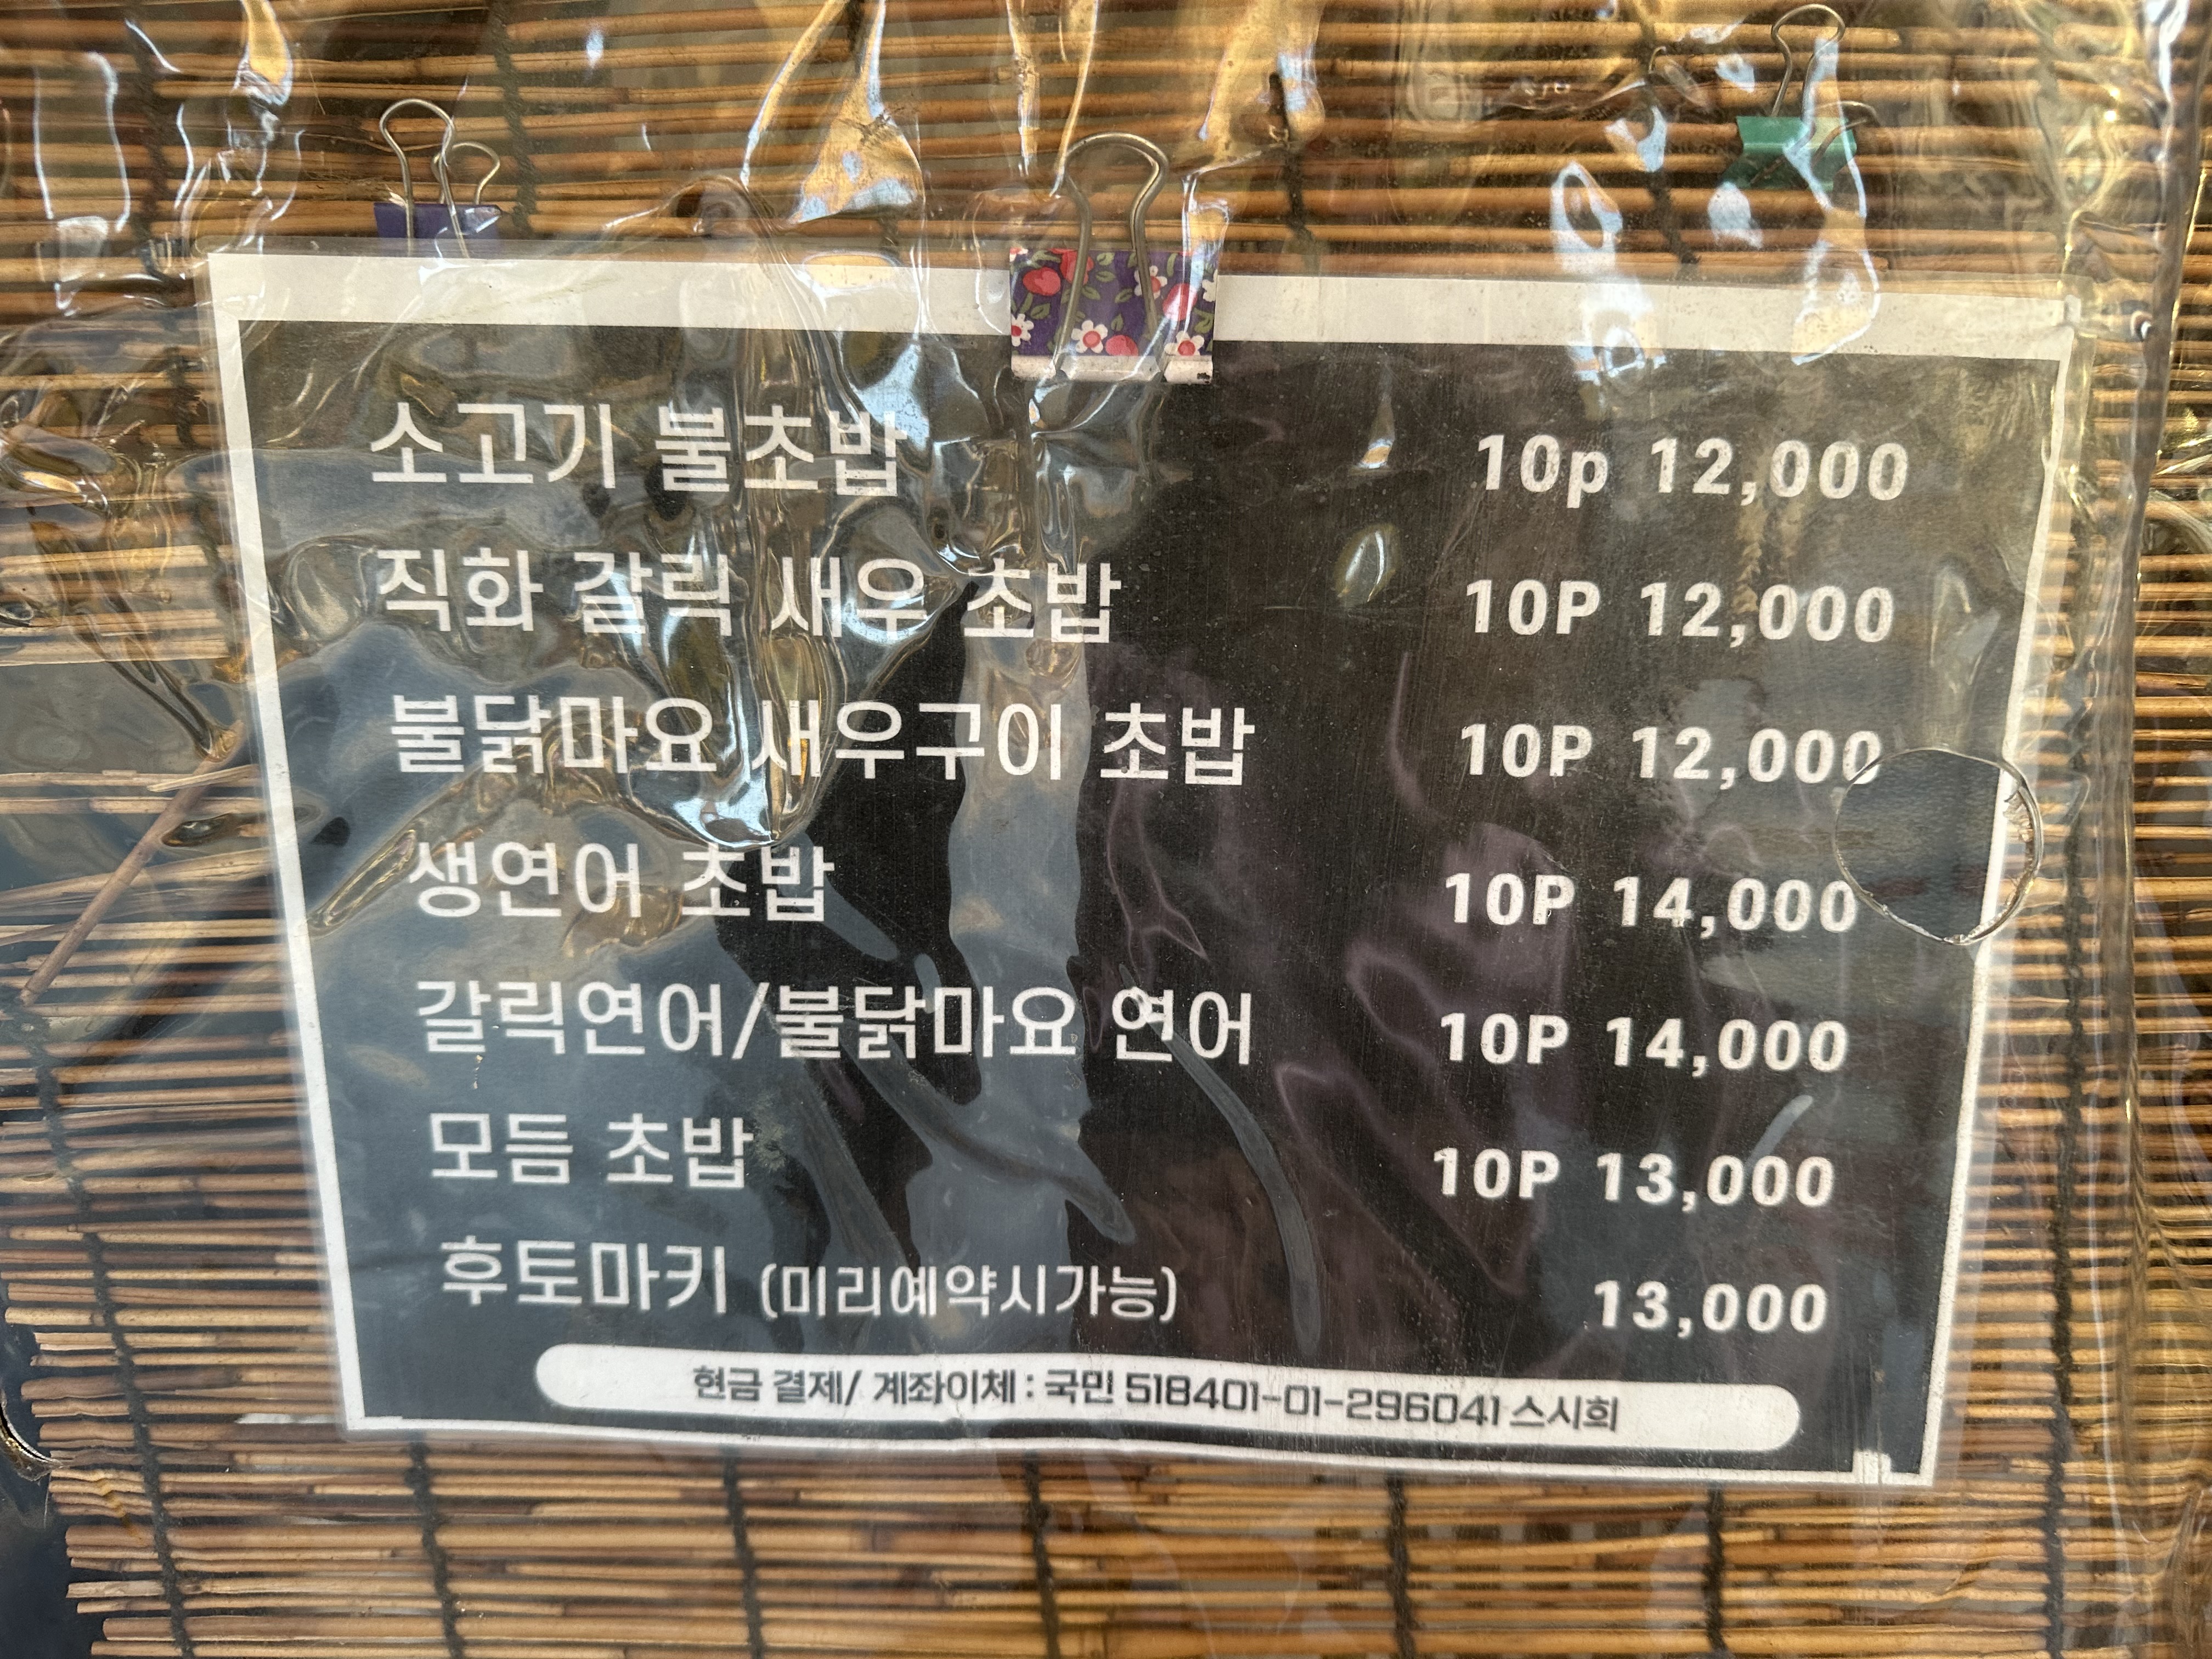 소고기 불초밥 10p 12,000
직화 갈릭 새우 초밥 10P 12,000
불닭마요 새우구이 초밥 10P 12,000
생연어 초밥 10P 14,000
갈릭연어/불닭마요 연어 10P 14,000
모듬 초밥 10P 13,000
후토마키 (미리예약시가능) 13,000
현금 결제/ 계좌이체 : 국민 518401-01-296041 스시희